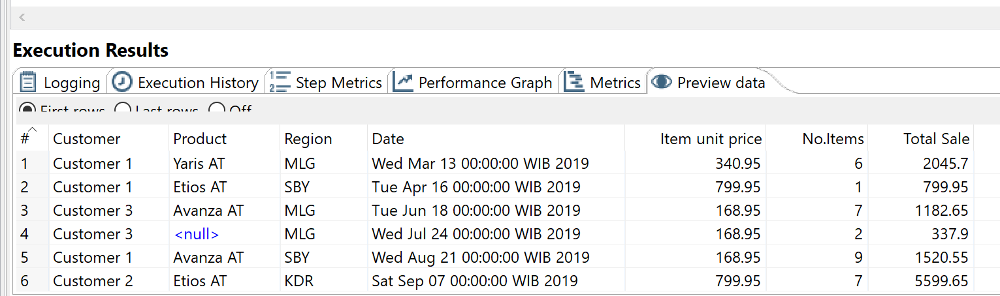 Execution Results
Logging Execution History Step Metrics Performance Graph Metrics Preview data
First rows Last rows Off
# Customer Product Region Date Item unit price No.Items Total Sale
1 Customer 1 Yaris AT MLG Wed Mar 13 00:00:00 WIB 2019 340.95 6 2045.7
2 Customer 1 Etios AT SBY Tue Apr 16 00:00:00 WIB 2019 799.95 1 799.95
3 Customer 3 Avanza AT MLG Tue Jun 18 00:00:00 WIB 2019 168.95 7 1182.65
4 Customer 3 <null> MLG Wed Jul 24 00:00:00 WIB 2019 168.95 2 337.9
5 Customer 1 Avanza AT SBY Wed Aug 21 00:00:00 WIB 2019 168.95 9 1520.55
6 Customer 2 Etios AT KDR Sat Sep 07 00:00:00 WIB 2019 799.95 7 5599.65